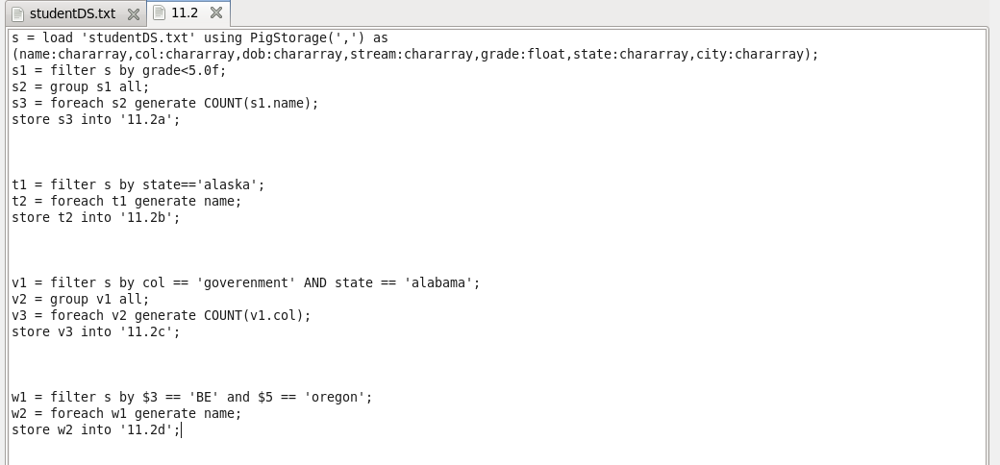 studentDS.txt
11.2
s = load 'studentDS.txt' using PigStorage(',') as
(name:chararray,col:chararray,dob:chararray,stream:chararray,grade:float,state:chararray,city:chararray);
s1 = filter s by grade<5.0f;
s2 = group s1 all;
s3 = foreach s2 generate COUNT(s1.name);
store s3 into '11.2a';
t1 = filter s by state=='alaska';
t2 = foreach t1 generate name;
store t2 into '11.2b';
v1 = filter s by col == 'goverenment' AND state == 'alabama';
v2 = group v1 all;
v3 = foreach v2 generate COUNT(v1.col);
store v3 into '11.2c';
w1 = filter s by $3 == 'BE' and $5 == 'oregon';
w2 = foreach w1 generate name;
store w2 into '11.2d';